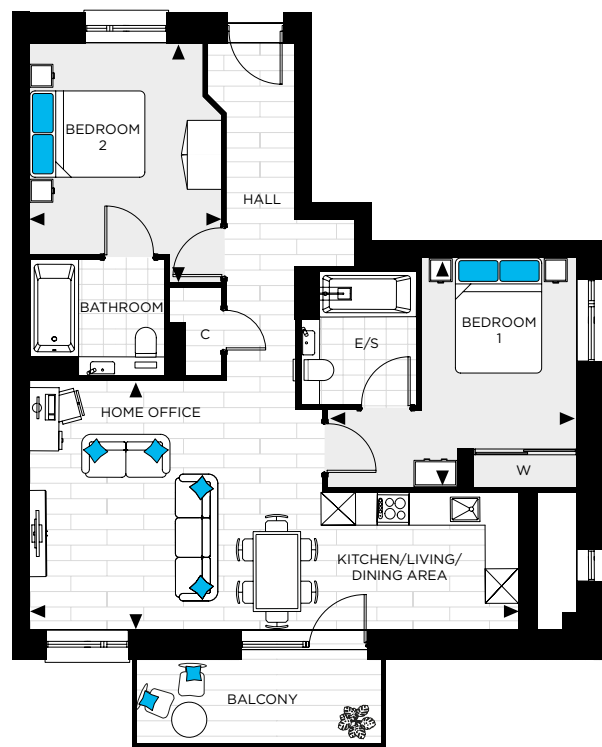 BEDROOM
2
HALL
BATHROOM
C
E/S
BEDROOM
1
HOME OFFICE
W
KITCHEN/LIVING/
DINING AREA
BALCONY